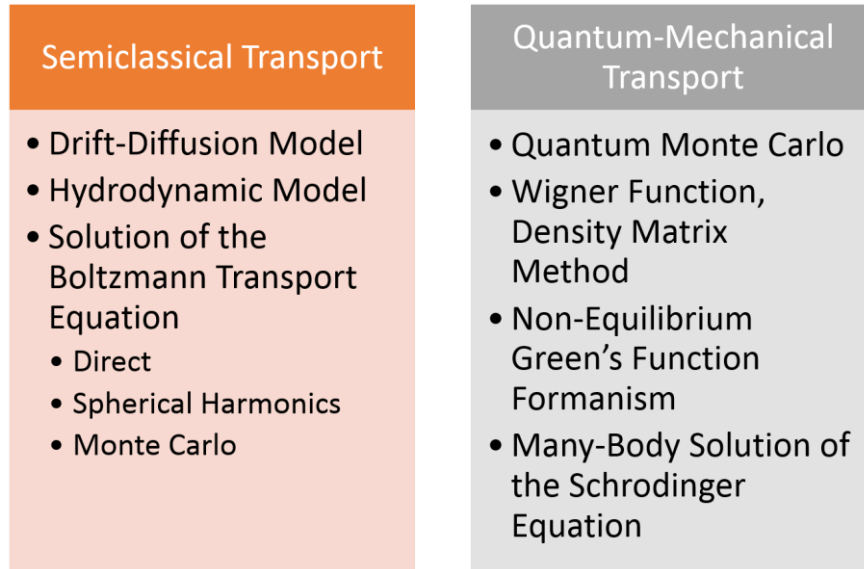 Semiclassical Transport
• Drift-Diffusion Model
• Hydrodynamic Model
• Solution of the
Boltzmann Transport
Equation
• Direct
• Spherical Harmonics
• Monte Carlo
Quantum-Mechanical
Transport
• Quantum Monte Carlo
• Wigner Function,
Density Matrix
Method
• Non-Equilibrium
Green’s Function
Formanism
• Many-Body Solution of
the Schrodinger
Equation